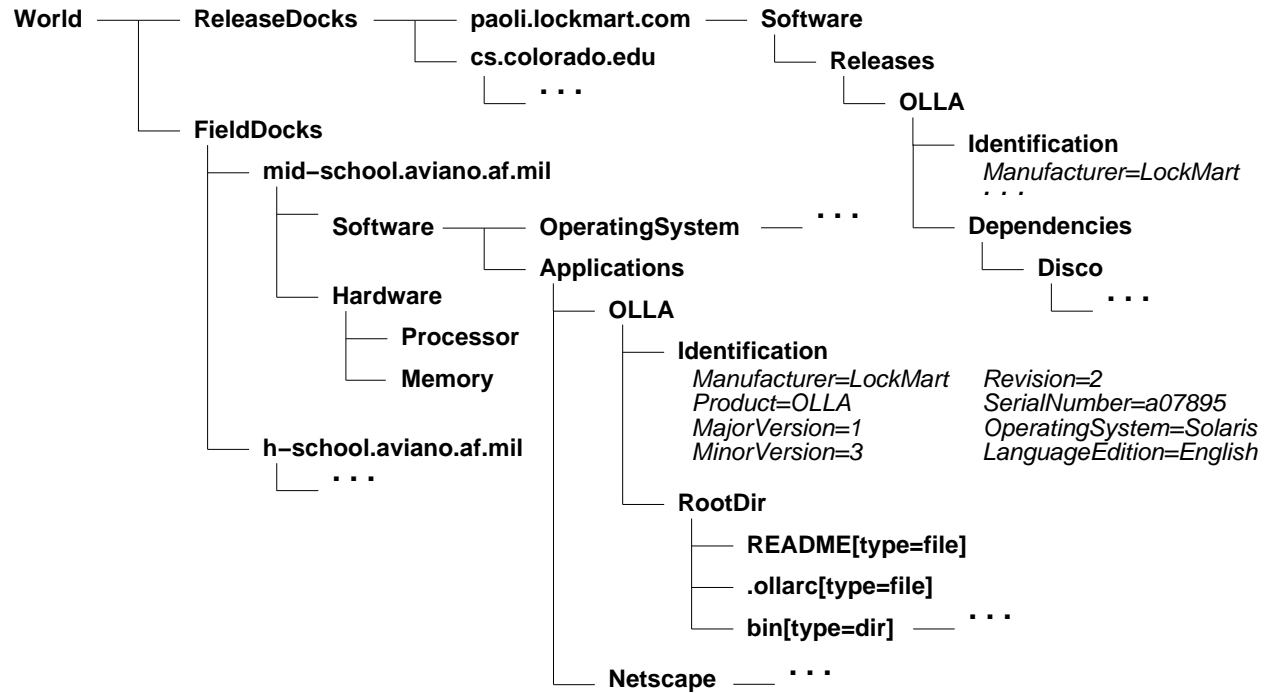 World ReleaseDocks paoli.lockmart.com Software
cs.colorado.edu Releases
. . .
OLLA
FieldDocks
Identification
mid–school.aviano.af.mil Manufacturer=LockMart
. . .
Software OperatingSystem . . . Dependencies
Applications Disco
Hardware . . .
OLLA
Processor
Identification
Memory Manufacturer=LockMart Revision=2
Product=OLLA SerialNumber=a07895
MajorVersion=1 OperatingSystem=Solaris
h–school.aviano.af.mil MinorVersion=3 LanguageEdition=English
. . .
RootDir
README[type=file]
.ollarc[type=file]
bin[type=dir] . . .
Netscape . . .